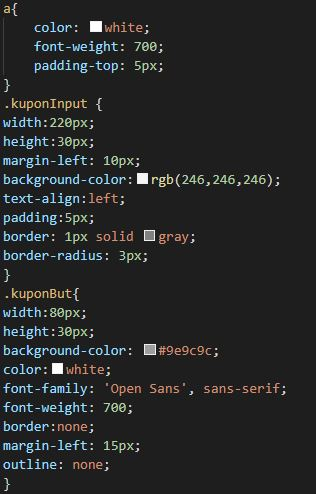 a{
    color: white;
    font-weight: 700;
    padding-top: 5px;
}
.kuponInput {
width:220px;
height:30px;
margin-left: 10px;
background-color:rgb(246,246,246);
text-align:left;
padding:5px;
border: 1px solid gray;
border-radius: 3px;
}
.kuponBut{
width:80px;
height:30px;
background-color: #9e9c9c;
color:white;
font-family: 'Open Sans', sans-serif;
font-weight: 700;
border:none;
margin-left: 15px;
outline: none;
}